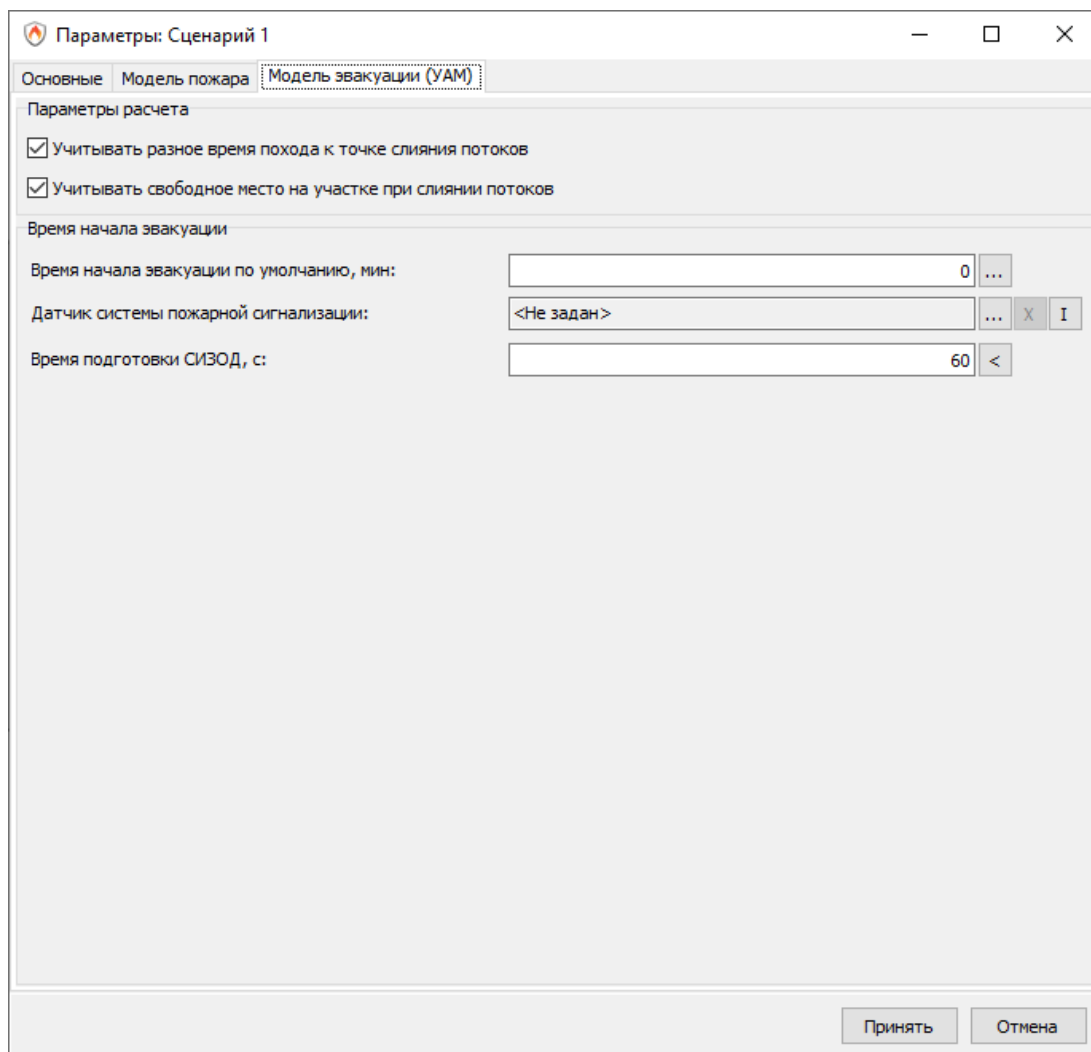 Параметры: Сценарий 1
Основные Модель пожара Модель эвакуации (УАМ)
Параметры расчета
Учитывать разное время похода к точке слияния потоков
Учитывать свободное место на участке при слиянии потоков
Время начала эвакуации
Время начала эвакуации по умолчанию, мин: 0 ...
Датчик системы пожарной сигнализации: <Не задан> ... X I
Время подготовки СИЗОД, с: 60 <
Принять Отмена